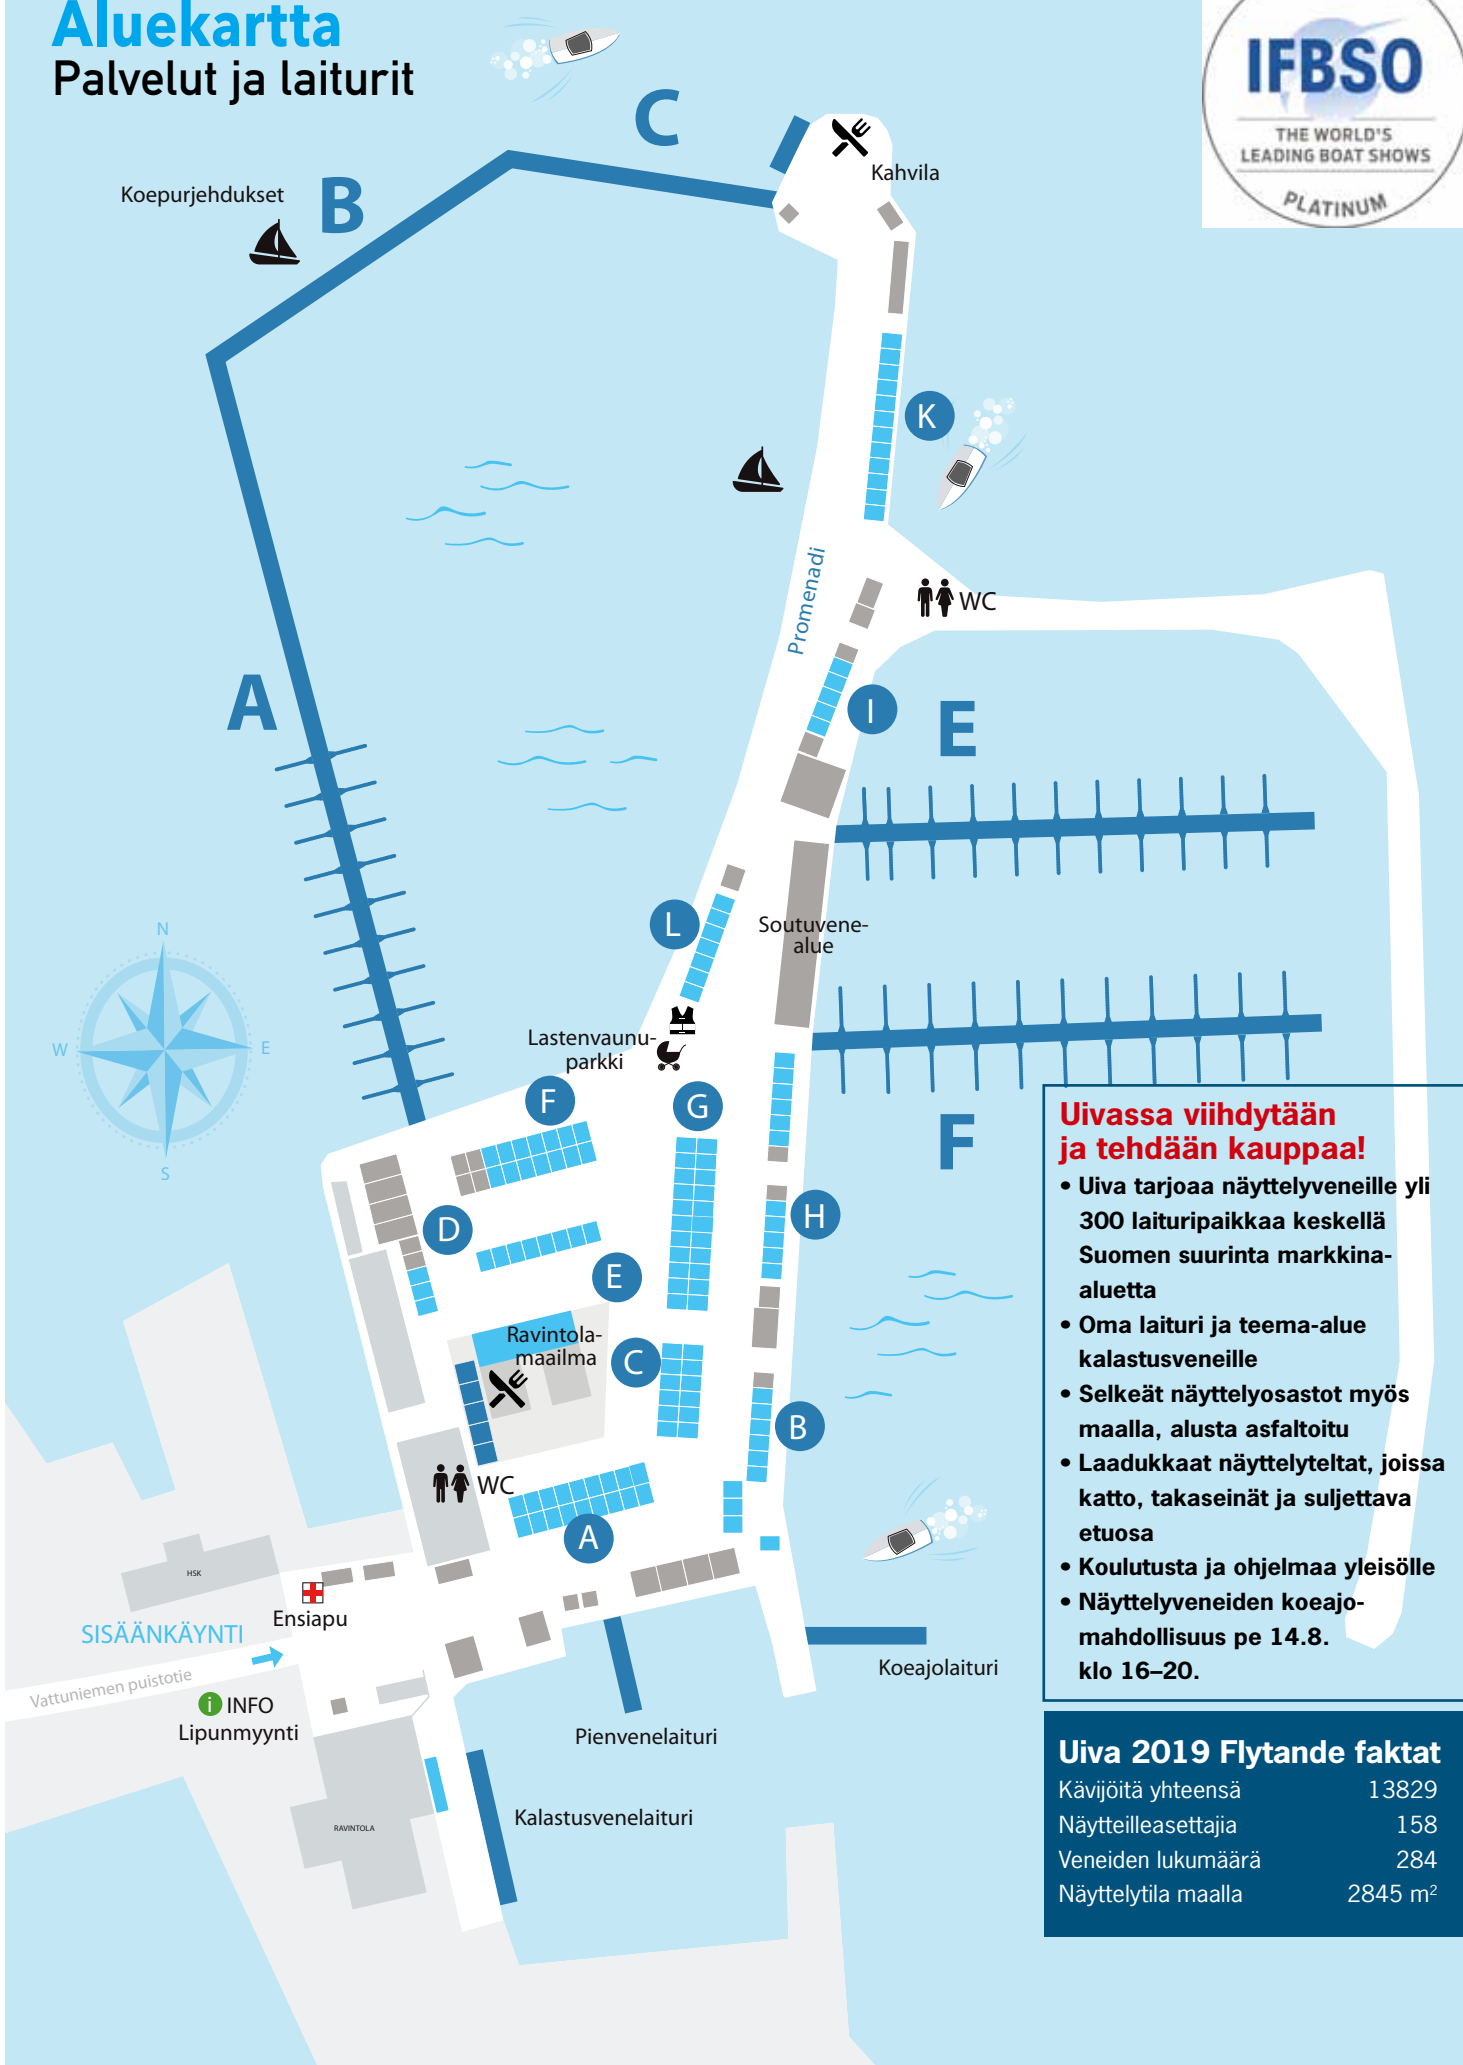 Aluekartta
Palvelut ja laiturit
IFBSO
THE WORLD'S
LEADING BOAT SHOWS
PLATINUM
C
Kahvila
Koepurjehdukset
B
K
Promenadi
WC
A
I
E
L
Soutuvene-
alue
N
W
E
S
Lastenvaunu-
parkki
F
G
F
D
H
E
Ravintola-
maailma
C
B
WC
A
HSK
Ensiapu
SISÄÄNKÄYNTI
Vattuniemen puistotie
i INFO
Lipunmyynti
Koeajolaituri
Pienvenelaituri
Kalastusvenelaituri
RAVINTOLA
Uivassa viihdytään
ja tehdään kauppaa!
• Uiva tarjoaa näyttelyveneille yli
300 laituripaikkaa keskellä
Suomen suurinta markkina-
aluetta
• Oma laituri ja teema-alue
kalastusveneille
• Selkeät näyttelyosastot myös
maalla, alusta asfaltoitu
• Laadukkaat näyttelyteltat, joissa
katto, takaseinät ja suljettava
etuosa
• Koulutusta ja ohjelmaa yleisölle
• Näyttelyveneiden koeajo-
mahdollisuus pe 14.8.
klo 16–20.
Uiva 2019 Flytande faktat
Kävijöitä yhteensä 13829
Näytteilleasettajia 158
Veneiden lukumäärä 284
Näyttelytila maalla 2845 m²